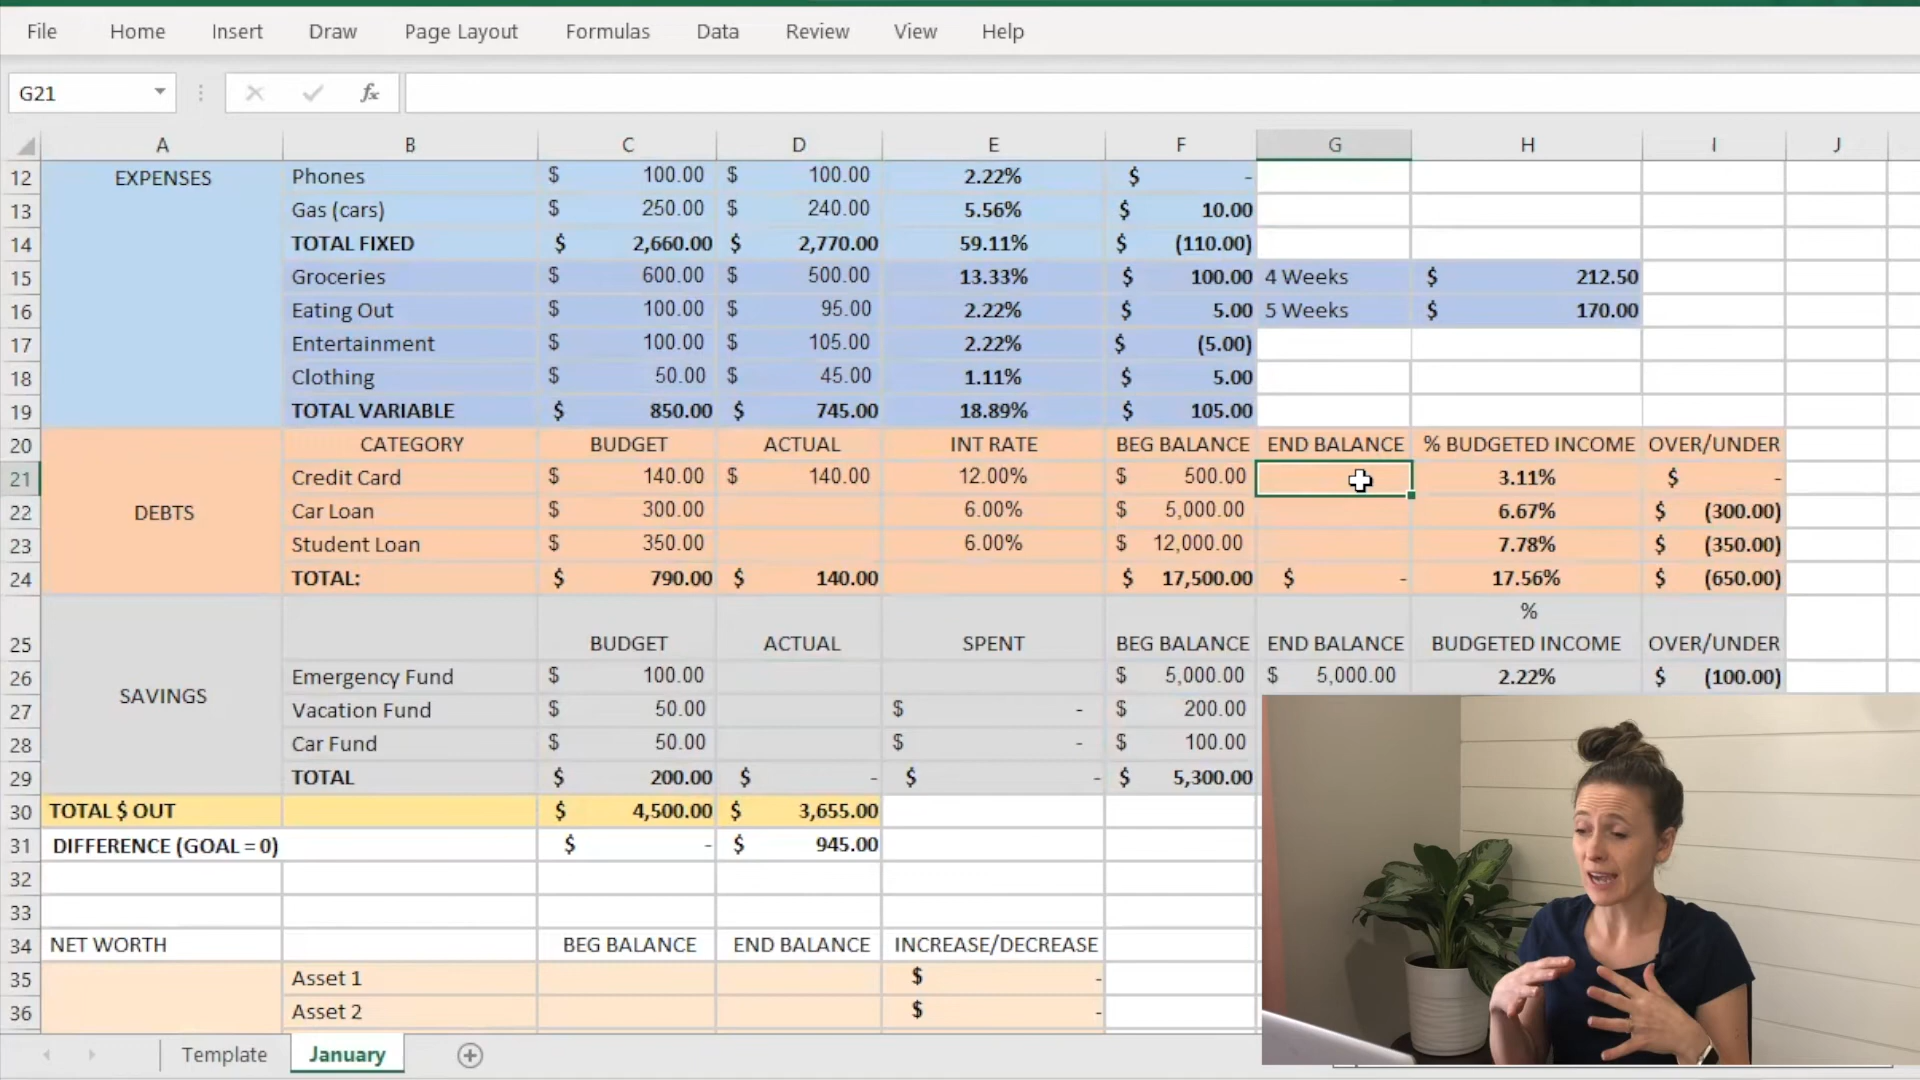 File Home Insert Draw Page Layout Formulas Data Review View Help
G21 fx
A B C D E F G H I J
12 EXPENSES Phones $ 100.00 $ 100.00 2.22% $ -
13 Gas (cars) $ 250.00 $ 240.00 5.56% $ 10.00
14 TOTAL FIXED $ 2,660.00 $ 2,770.00 59.11% $ (110.00)
15 Groceries $ 600.00 $ 500.00 13.33% $ 100.00 4 Weeks $ 212.50
16 Eating Out $ 100.00 $ 95.00 2.22% $ 5.00 5 Weeks $ 170.00
17 Entertainment $ 100.00 $ 105.00 2.22% $ (5.00)
18 Clothing $ 50.00 $ 45.00 1.11% $ 5.00
19 TOTAL VARIABLE $ 850.00 $ 745.00 18.89% $ 105.00
20 CATEGORY BUDGET ACTUAL INT RATE BEG BALANCE END BALANCE % BUDGETED INCOME OVER/UNDER
21 Credit Card $ 140.00 $ 140.00 12.00% $ 500.00 3.11% $ -
22 DEBTS Car Loan $ 300.00 6.00% $ 5,000.00 6.67% $ (300.00)
23 Student Loan $ 350.00 6.00% $ 12,000.00 7.78% $ (350.00)
24 TOTAL: $ 790.00 $ 140.00 $ 17,500.00 $ - 17.56% $ (650.00)
%
25 BUDGET ACTUAL SPENT BEG BALANCE END BALANCE BUDGETED INCOME OVER/UNDER
26 Emergency Fund $ 100.00 $ 5,000.00 $ 5,000.00 2.22% $ (100.00)
SAVINGS
27 Vacation Fund $ 50.00 $ - $ 200.00
28 Car Fund $ 50.00 $ - $ 100.00
29 TOTAL $ 200.00 $ - $ - $ 5,300.00
30 TOTAL $ OUT $ 4,500.00 $ 3,655.00
31 DIFFERENCE (GOAL = 0) $ - $ 945.00
32
33
34 NET WORTH BEG BALANCE END BALANCE INCREASE/DECREASE
35 Asset 1 $ -
36 Asset 2 $ -
Template January